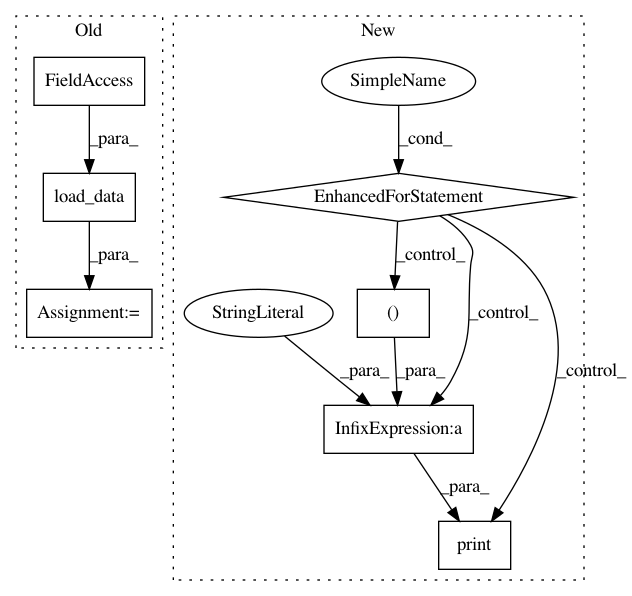 Old
New
FieldAccess
SimpleName
_para_
_cond_
load_data
EnhancedForStatement
_para_
_control_
Assignment:=
StringLiteral
()
_control_
_control_
_para_
_para_
InfixExpression:a
_para_
print